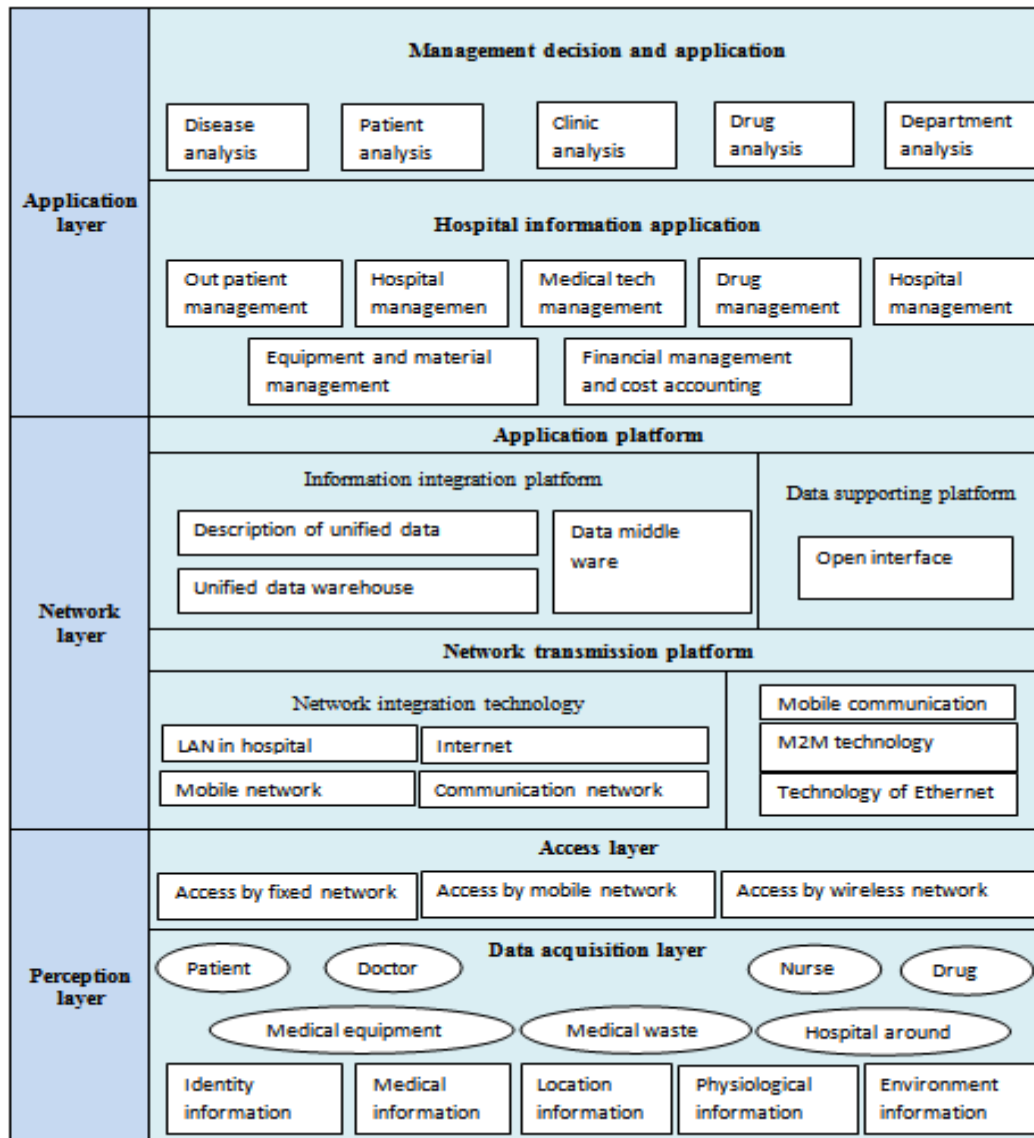 Management decision and application
Disease
analysis
Patient
analysis
Clinic
analysis
Drug
analysis
Department
analysis
Application
layer
Hospital information application
Out patient
management
Hospital
managemen
Medical tech
management
Drug
management
Hospital
management
Equipment and material
management
Financial management
and cost accounting
Network
layer
Application platform
Information integration platform
Description of unified data
Unified data warehouse
Data middle
ware
Data supporting platform
Open interface
Network transmission platform
Network integration technology
LAN in hospital
Internet
Mobile network
Communication network
Mobile communication
M2M technology
Technology of Ethernet
Perception
layer
Access layer
Access by fixed network
Access by mobile network
Access by wireless network
Data acquisition layer
Patient
Doctor
Nurse
Drug
Medical equipment
Medical waste
Hospital around
Identity
information
Medical
information
Location
information
Physiological
information
Environment
information